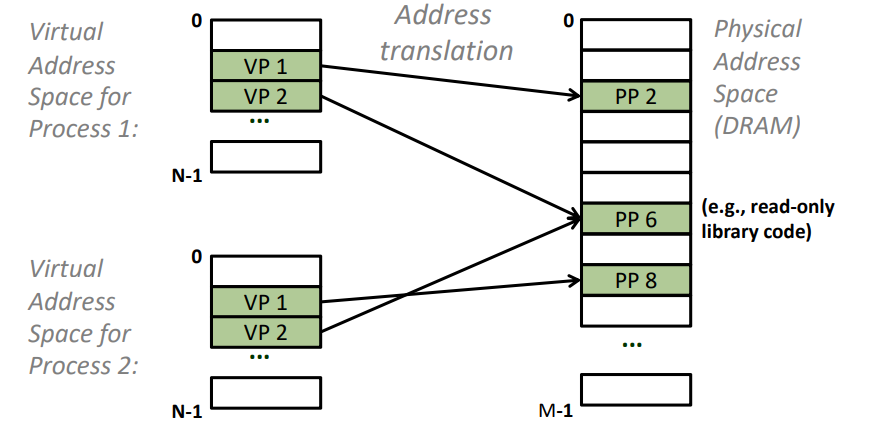 Virtual
Address
Space for
Process 1:
0
VP 1
VP 2
...
N-1
Address
translation
0
PP 2
PP 6
PP 8
...
M-1
Physical
Address
Space
(DRAM)
(e.g., read-only
library code)
Virtual
Address
Space for
Process 2:
0
VP 1
VP 2
...
N-1